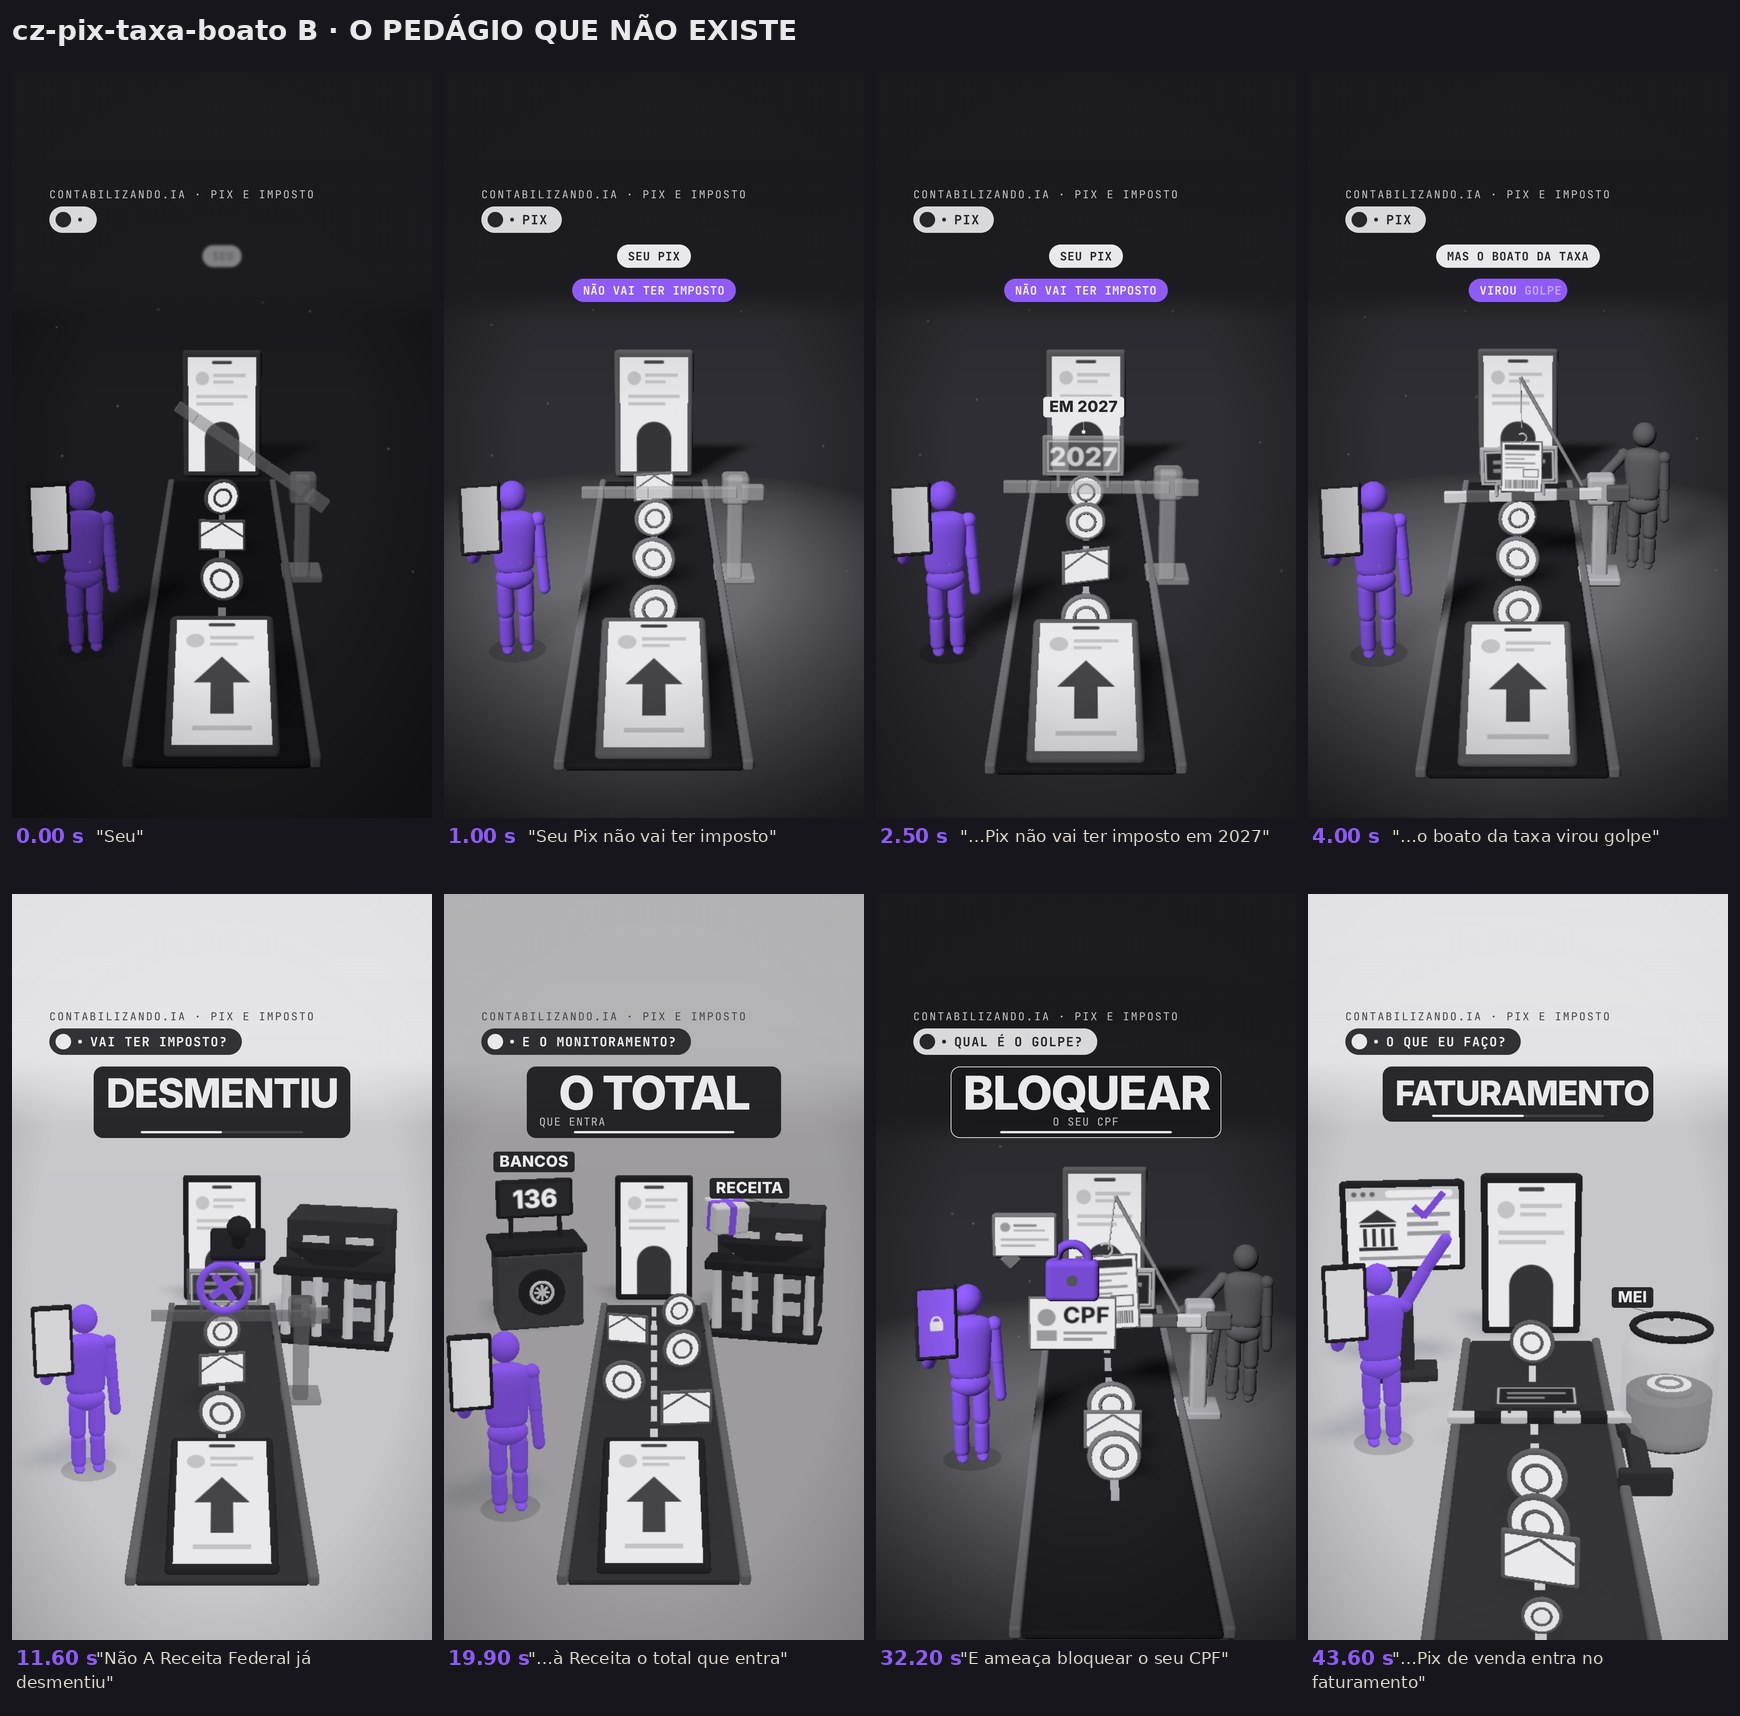 cz-pix-taxa-boato B · O PEDÁGIO QUE NÃO EXISTE
CONTABILIZANDO.IA · PIX E IMPOSTO
SEU
0.00 s "Seu"
CONTABILIZANDO.IA · PIX E IMPOSTO
• PIX
SEU PIX
NÃO VAI TER IMPOSTO
1.00 s "Seu Pix não vai ter imposto"
CONTABILIZANDO.IA · PIX E IMPOSTO
• PIX
SEU PIX
NÃO VAI TER IMPOSTO
EM 2027
2027
2.50 s "...Pix não vai ter imposto em 2027"
CONTABILIZANDO.IA · PIX E IMPOSTO
• PIX
MAS O BOATO DA TAXA
VIROU GOLPE
4.00 s "...o boato da taxa virou golpe"
CONTABILIZANDO.IA · PIX E IMPOSTO
• VAI TER IMPOSTO?
DESMENTIU
11.60 s "Não A Receita Federal já
desmentiu"
CONTABILIZANDO.IA · PIX E IMPOSTO
• E O MONITORAMENTO?
O TOTAL
QUE ENTRA
BANCOS
136
RECEITA
19.90 s "...à Receita o total que entra"
CONTABILIZANDO.IA · PIX E IMPOSTO
• QUAL É O GOLPE?
BLOQUEAR
O SEU CPF
CPF
32.20 s "E ameaça bloquear o seu CPF"
CONTABILIZANDO.IA · PIX E IMPOSTO
• O QUE EU FAÇO?
FATURAMENTO
MEI
43.60 s "...Pix de venda entra no
faturamento"